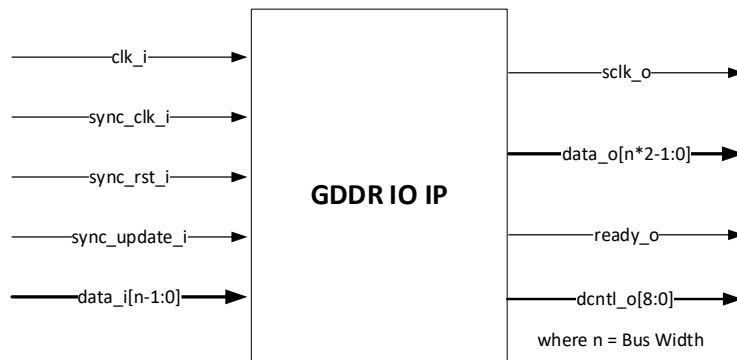 clk_i
sync_clk_i
sync_rst_i
sync_update_i
data_i[n-1:0]
GDDR IO IP
sclk_o
data_o[n*2-1:0]
ready_o
dcntl_o[8:0]
where n = Bus Width